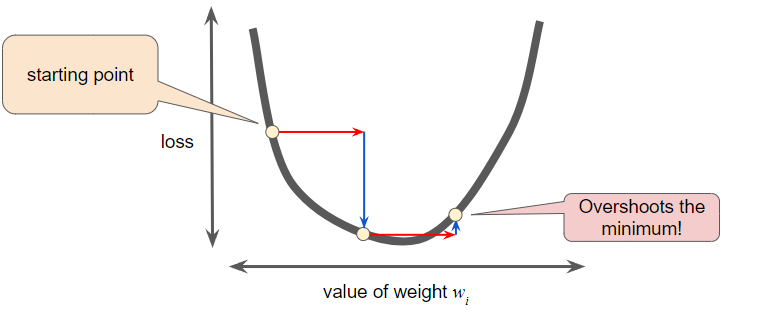 starting point
loss
Overshoots the
minimum!
value of weight wᵢ